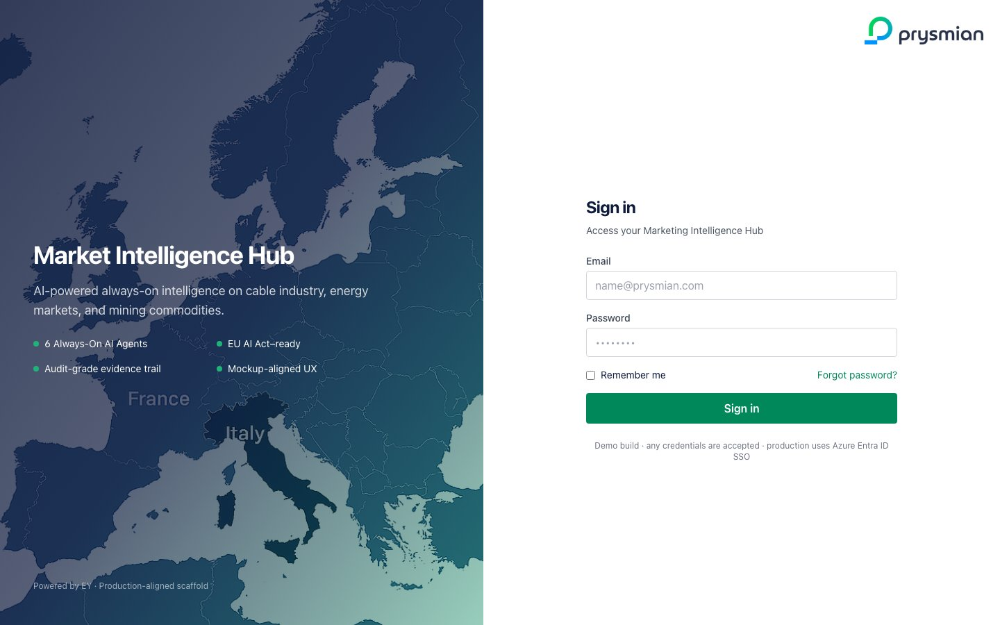 Market Intelligence Hub
AI-powered always-on intelligence on cable industry, energy
markets, and mining commodities.
6 Always-On AI Agents
EU AI Act–ready
Audit-grade evidence trail
Mockup-aligned UX
France
Italy
Powered by EY · Production-aligned scaffold
prysmian
Sign in
Access your Marketing Intelligence Hub
Email
name@prysmian.com
Password
••••••••
Remember me
Forgot password?
Sign in
Demo build · any credentials are accepted · production uses Azure Entra ID
SSO